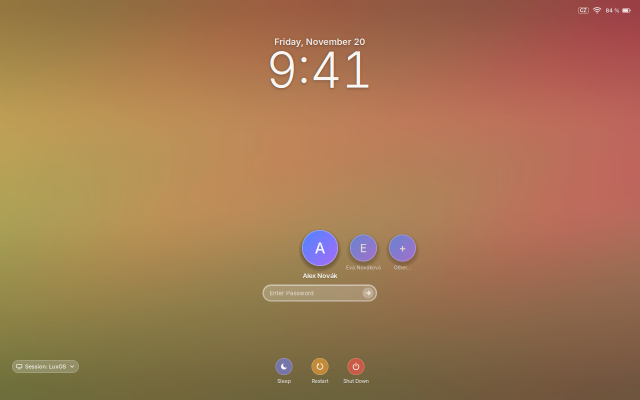 CZ 84 %
Friday, November 20
9:41
A
E
+
Alex Novák
Eva Nováková
Other…
Enter Password
Session: LuxOS
Sleep
Restart
Shut Down